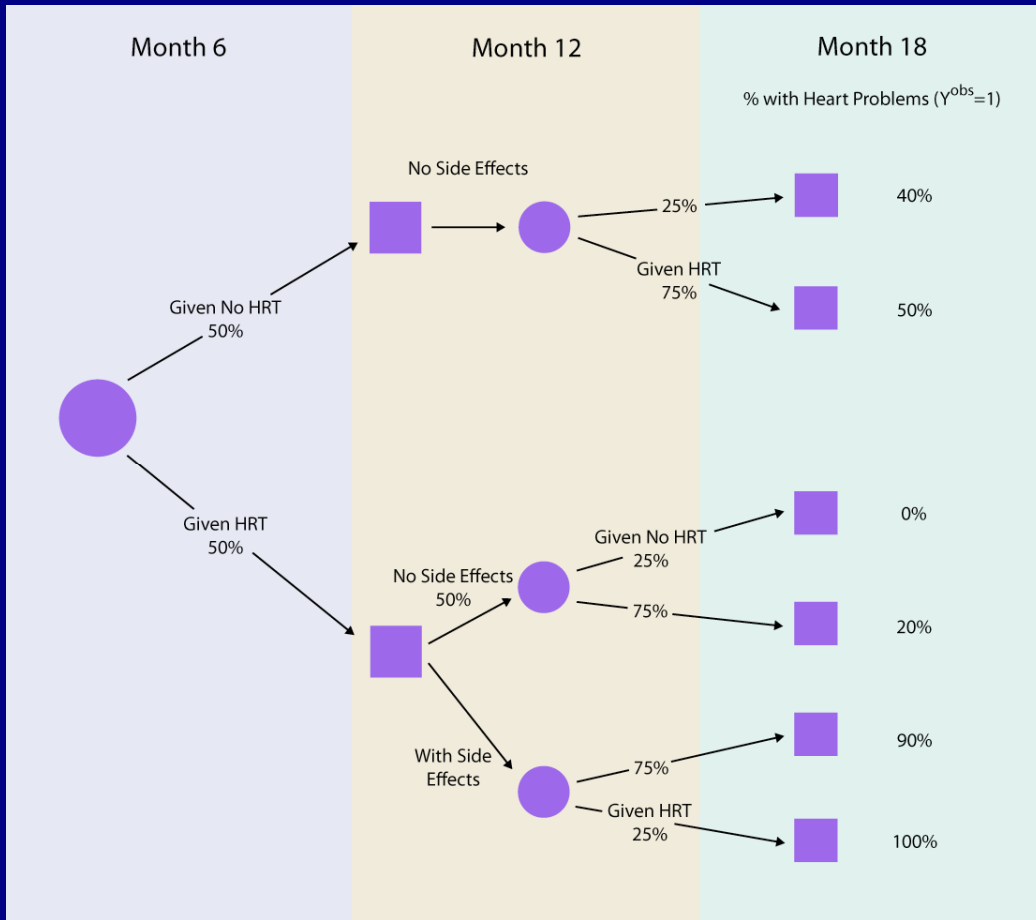 Month 6
Month 12
Month 18
% with Heart Problems (Y^obs=1)
No Side Effects
25%
40%
Given HRT
75%
50%
Given No HRT
50%
Given HRT
50%
No Side Effects
50%
Given No HRT
25%
0%
75%
20%
With Side
Effects
75%
90%
Given HRT
25%
100%